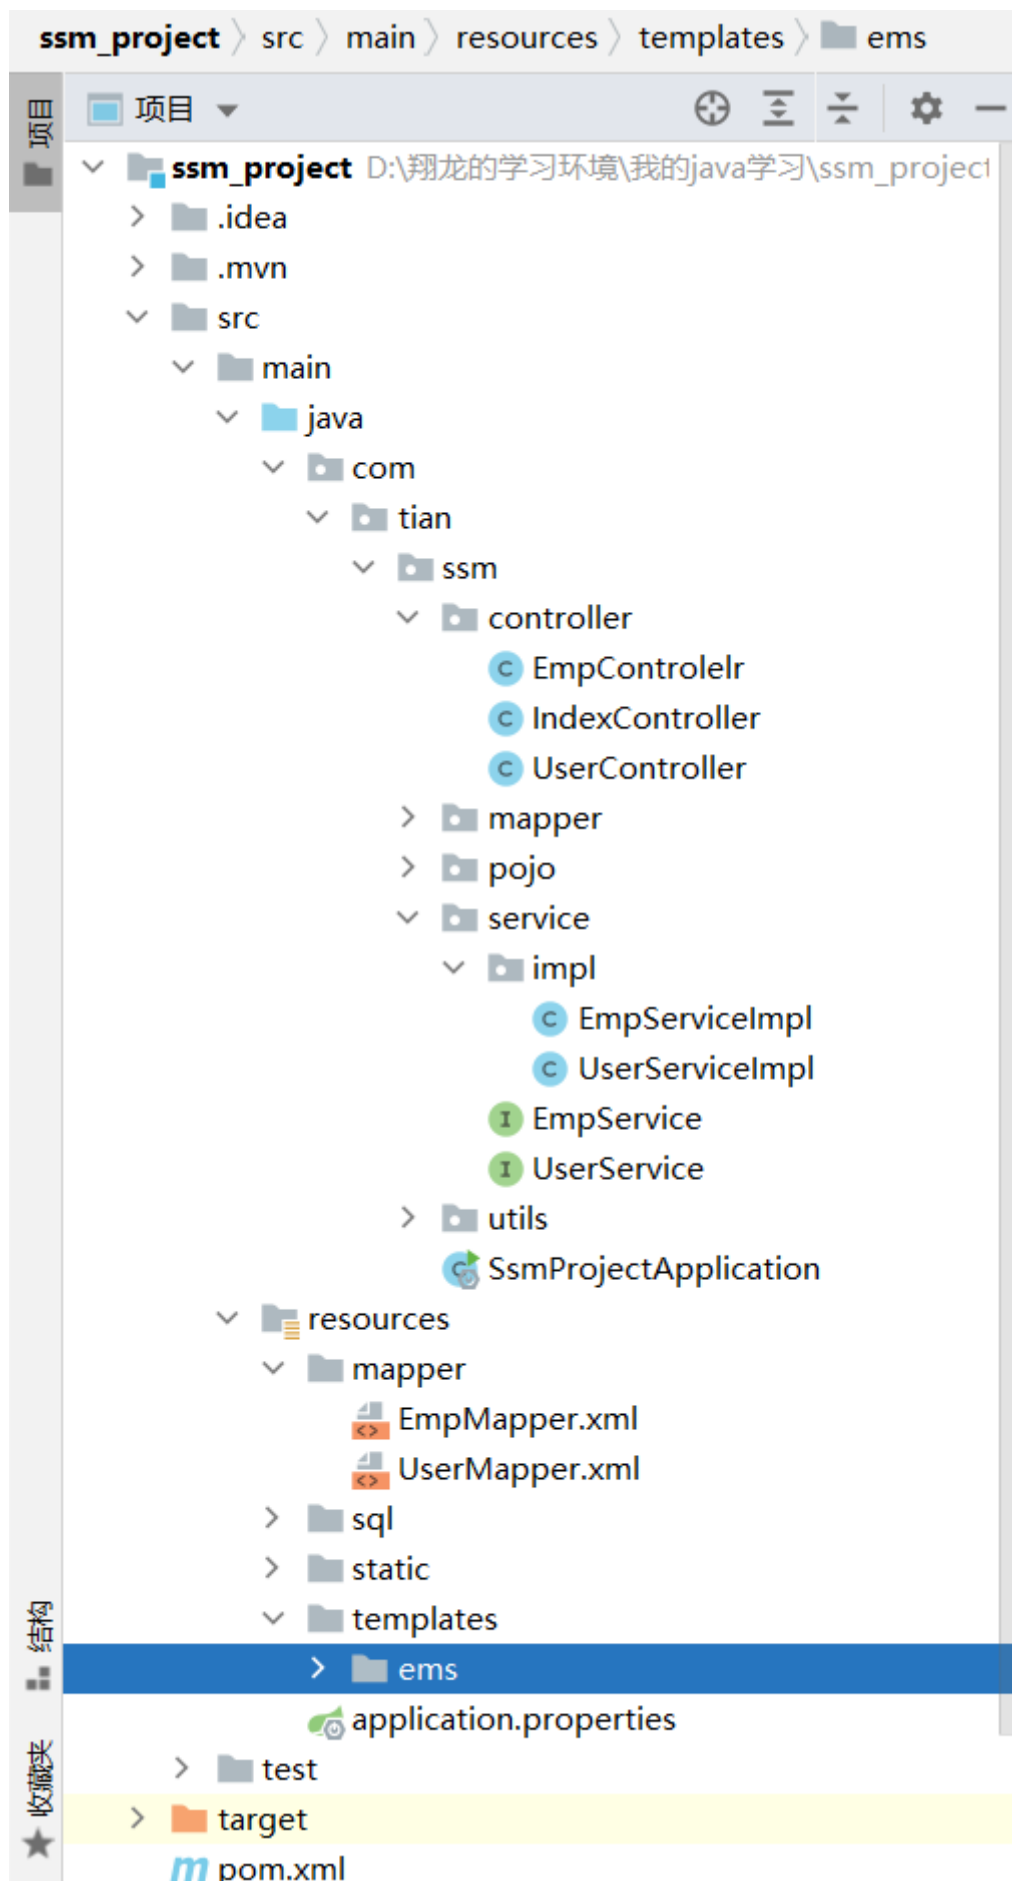 ssm_project 〉 src 〉 main 〉 resources 〉 templates 〉 ems
项目
项目
ssm_project D:\翔龙的学习环境\我的java学习\ssm_project
.idea
.mvn
src
main
java
com
tian
ssm
controller
EmpControlelr
IndexController
UserController
mapper
pojo
service
impl
EmpServiceImpl
UserServiceImpl
EmpService
UserService
utils
SsmProjectApplication
resources
mapper
EmpMapper.xml
UserMapper.xml
sql
static
templates
结构
ems
application.properties
收藏夹
test
target
pom.xml